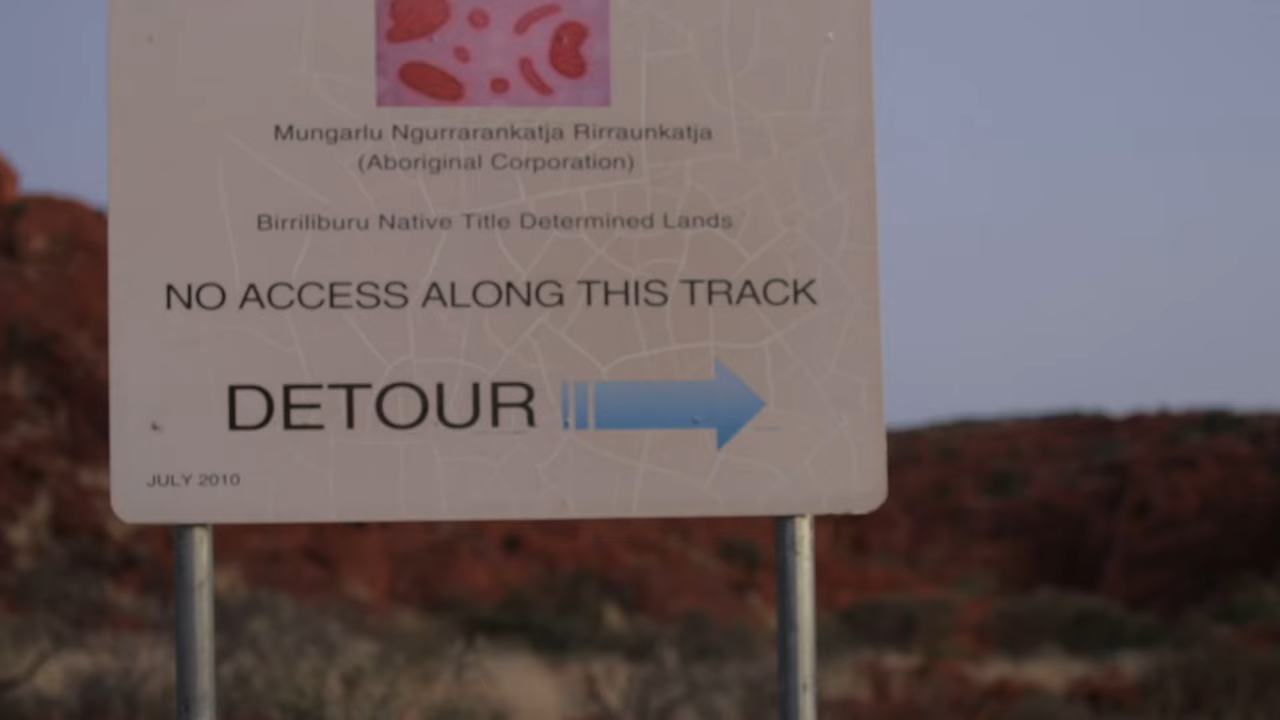 Mungarlu Ngurrarankatja Rirraunkatja
(Aboriginal Corporation)
Birriliburu Native Title Determined Lands
NO ACCESS ALONG THIS TRACK
DETOUR
JULY 2010